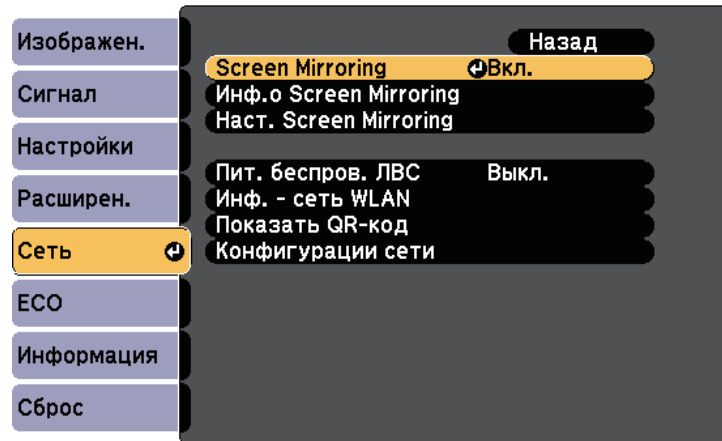 Изображен.
Сигнал
Настройки
Расширен.
Сеть
ECO
Информация
Сброс
Назад
Screen Mirroring Вкл.
Инф.о Screen Mirroring
Наст. Screen Mirroring
Пит. беспров. ЛВС Выкл.
Инф. - сеть WLAN
Показать QR-код
Конфигурации сети